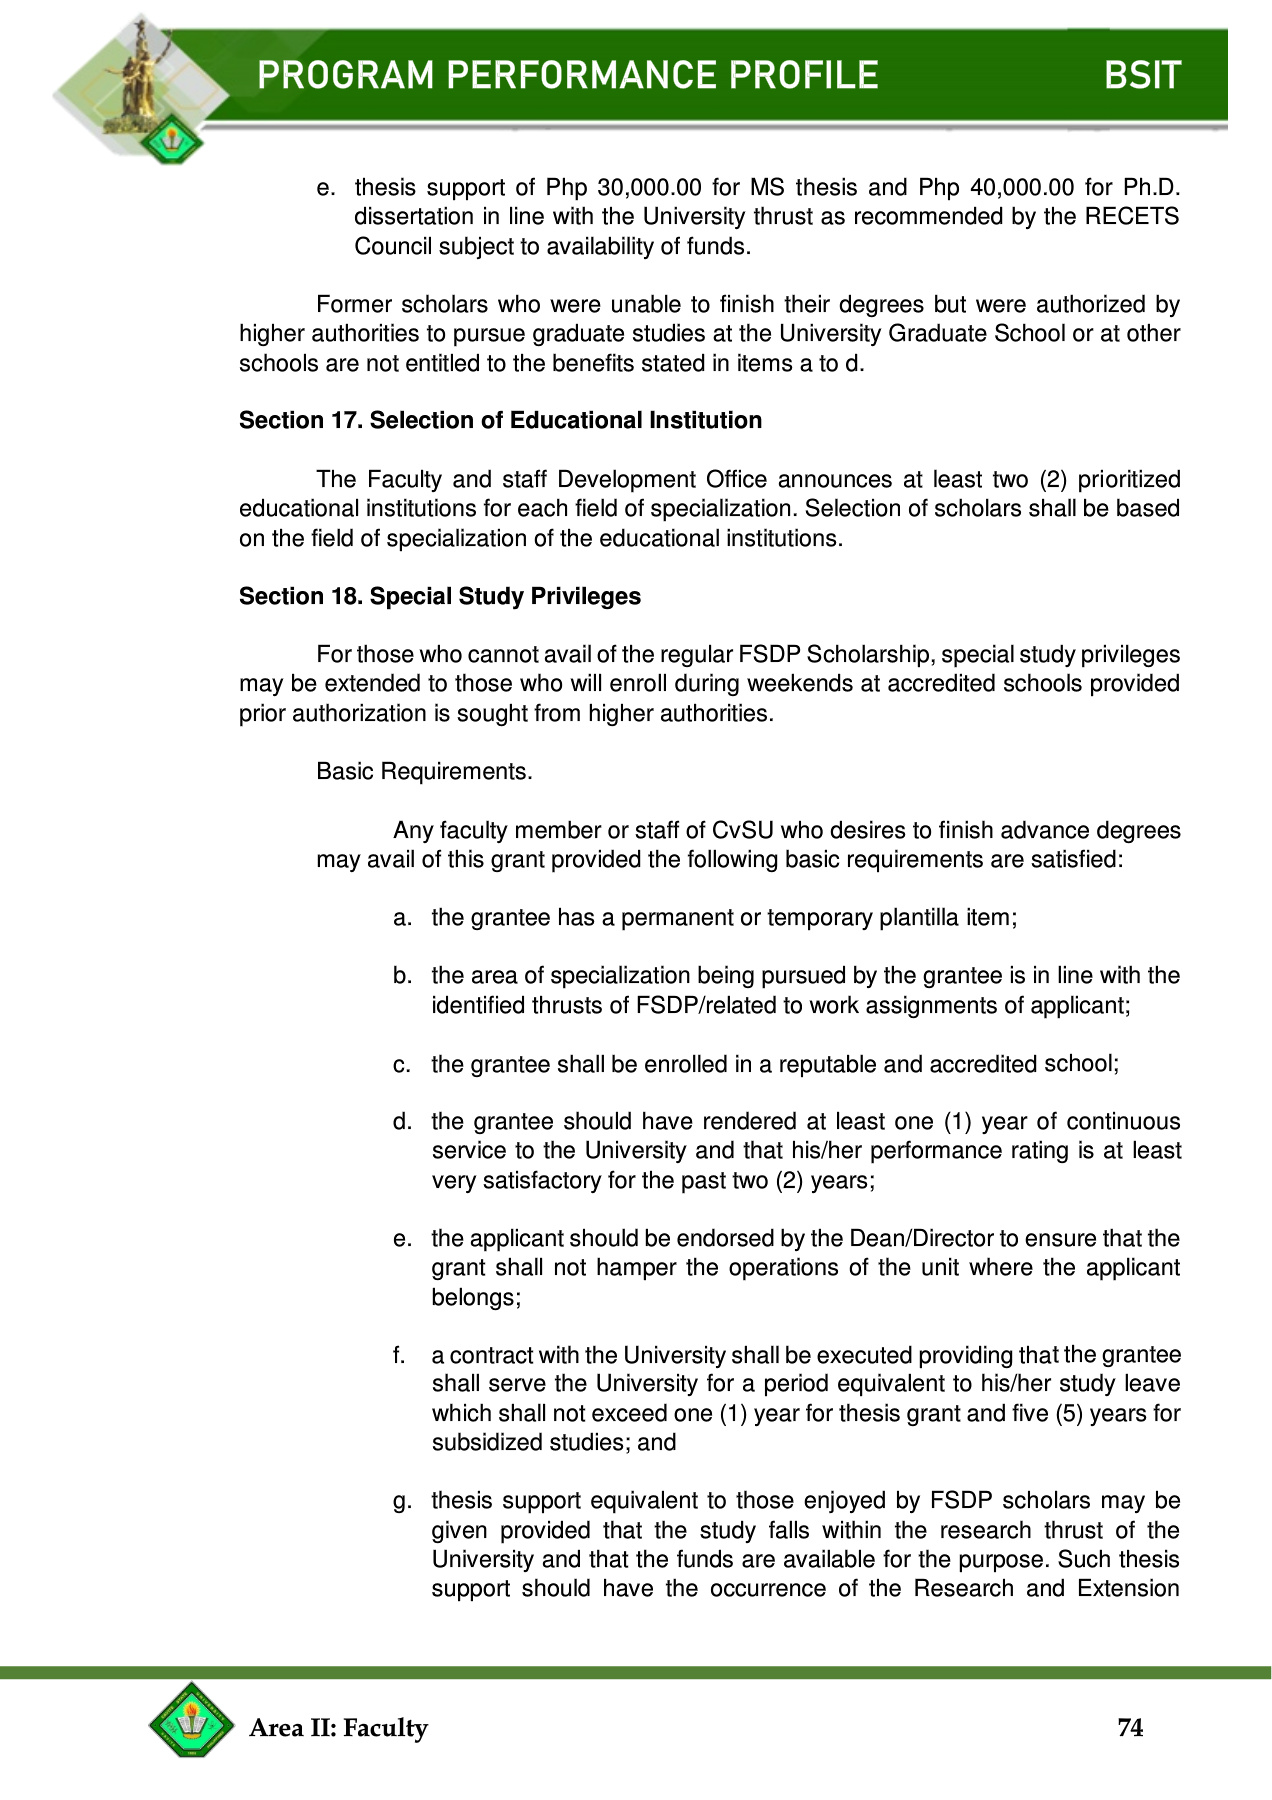 PROGRAM PERFORMANCE PROFILE BSIT
e. thesis support of Php 30,000.00 for MS thesis and Php 40,000.00 for Ph.D.
dissertation in line with the University thrust as recommended by the RECETS
Council subject to availability of funds.
Former scholars who were unable to finish their degrees but were authorized by
higher authorities to pursue graduate studies at the University Graduate School or at other
schools are not entitled to the benefits stated in items a to d.
Section 17. Selection of Educational Institution
The Faculty and staff Development Office announces at least two (2) prioritized
educational institutions for each field of specialization. Selection of scholars shall be based
on the field of specialization of the educational institutions.
Section 18. Special Study Privileges
For those who cannot avail of the regular FSDP Scholarship, special study privileges
may be extended to those who will enroll during weekends at accredited schools provided
prior authorization is sought from higher authorities.
Basic Requirements.
Any faculty member or staff of CvSU who desires to finish advance degrees
may avail of this grant provided the following basic requirements are satisfied:
a. the grantee has a permanent or temporary plantilla item;
b. the area of specialization being pursued by the grantee is in line with the
identified thrusts of FSDP/related to work assignments of applicant;
c. the grantee shall be enrolled in a reputable and accredited school;
d. the grantee should have rendered at least one (1) year of continuous
service to the University and that his/her performance rating is at least
very satisfactory for the past two (2) years;
e. the applicant should be endorsed by the Dean/Director to ensure that the
grant shall not hamper the operations of the unit where the applicant
belongs;
f. a contract with the University shall be executed providing that the grantee
shall serve the University for a period equivalent to his/her study leave
which shall not exceed one (1) year for thesis grant and five (5) years for
subsidized studies; and
g. thesis support equivalent to those enjoyed by FSDP scholars may be
given provided that the study falls within the research thrust of the
University and that the funds are available for the purpose. Such thesis
support should have the occurrence of the Research and Extension
Area II: Faculty 74